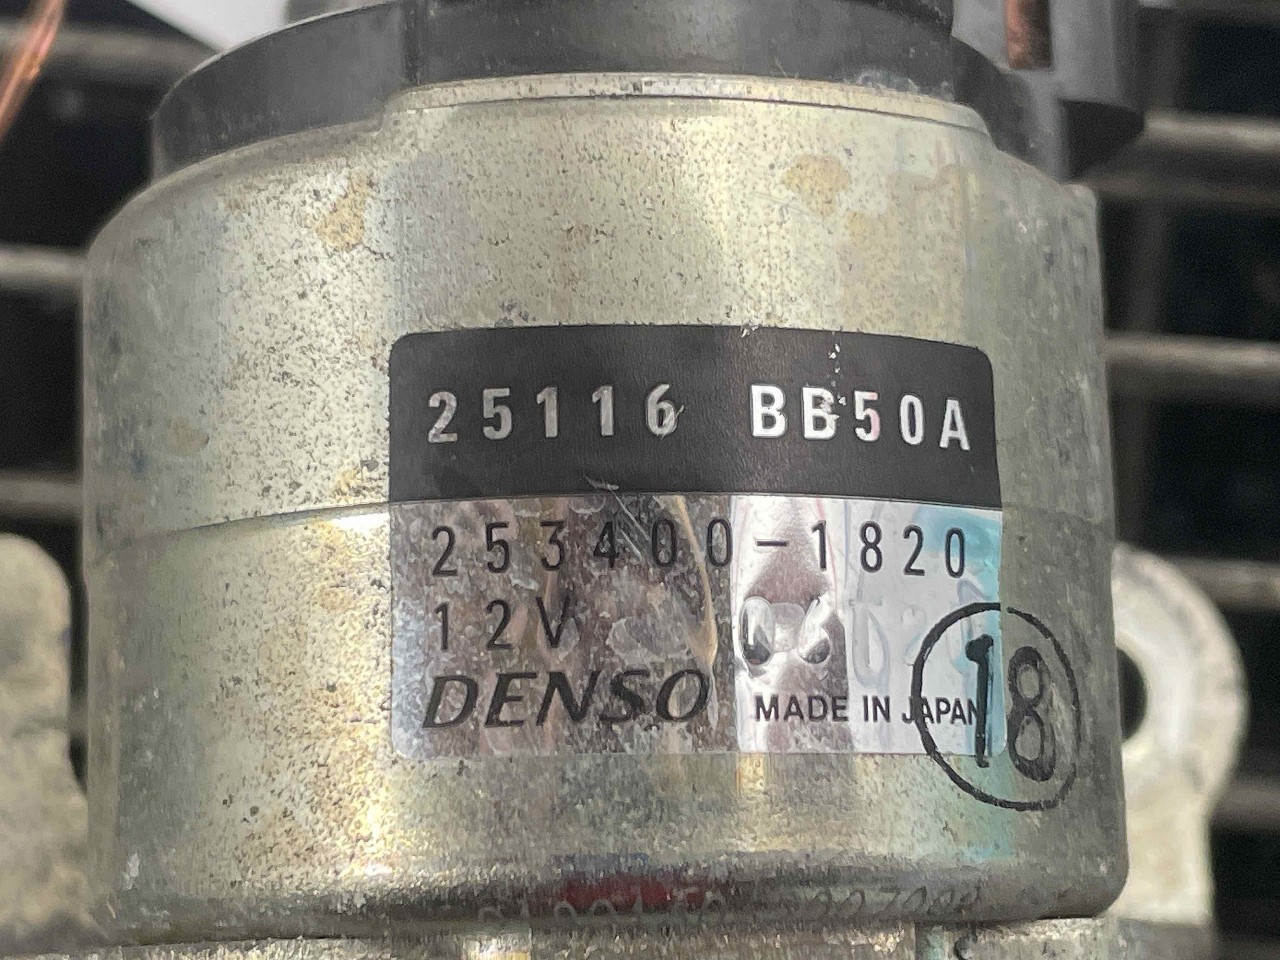 25116 BB50A
253400-1820
12V
DENSO MADE IN JAPAN
18